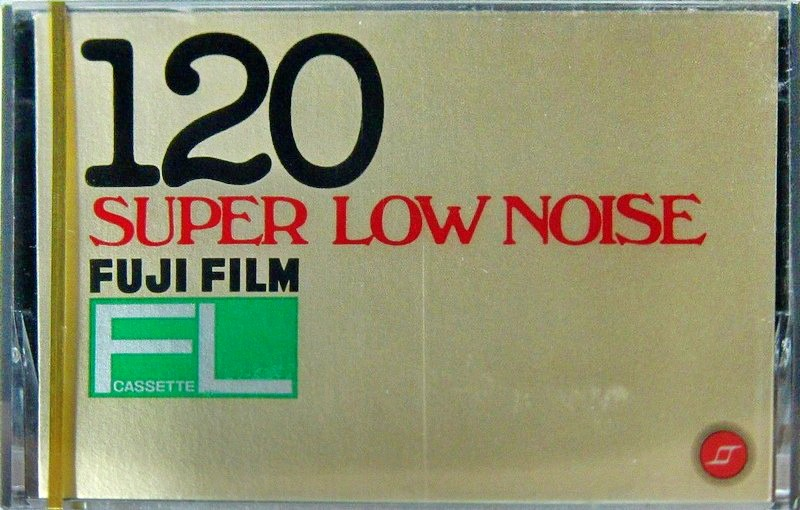 120
SUPER LOW NOISE
FUJI FILM
FL
CASSETTE